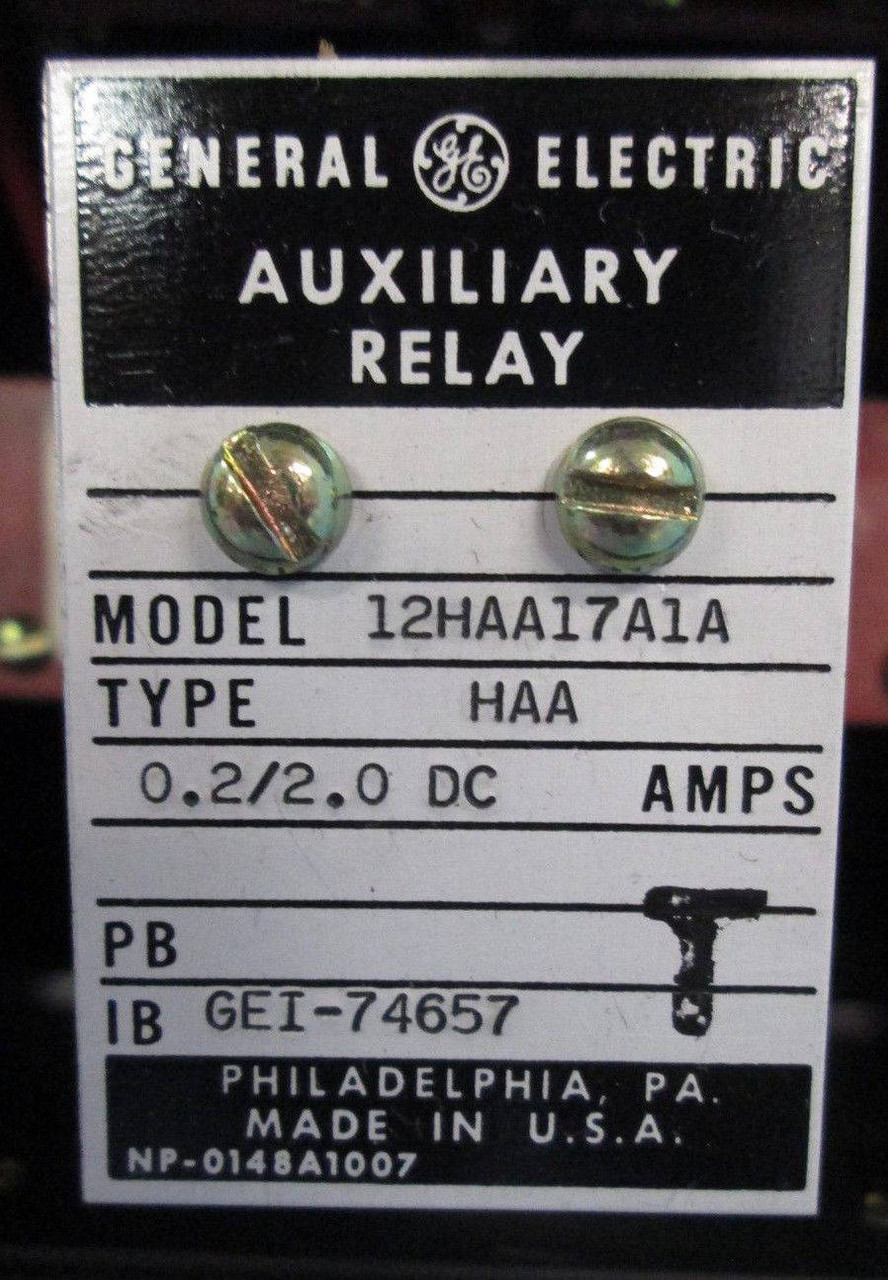 GENERAL GE ELECTRIC
AUXILIARY
RELAY
MODEL 12HAA17A1A
TYPE HAA
0.2/2.0 DC AMPS
PB
IB GEI-74657
T
PHILADELPHIA, PA.
MADE IN U.S.A.
NP-0148A1007